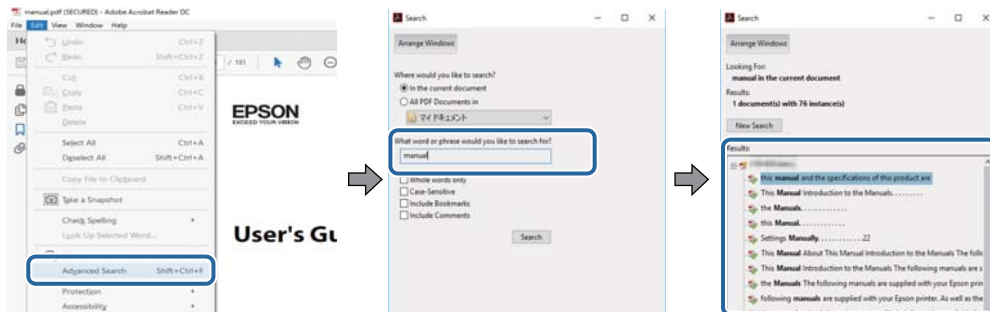 manual.pdf (SECURED) - Adobe Acrobat Reader DC
File Edit View Window Help
Undo Ctrl+Z
Redo Shift+Ctrl+Z
Cut Ctrl+X
Copy Ctrl+C
Paste Ctrl+V
Delete
Select All Ctrl+A
Deselect All Shift+Ctrl+A
Copy File to Clipboard
Take a Snapshot
Check Spelling
Look Up Selected Word...
Advanced Search Shift+Ctrl+F
Protection
Accessibility
/ 191
EPSON
EXCEED YOUR VISION
User's Gu
Search
Arrange Windows
Where would you like to search?
In the current document
All PDF Documents in
マイ ドキュメント
What word or phrase would you like to search for?
manual
Whole words only
Case-Sensitive
Include Bookmarks
Include Comments
Search
Search
Arrange Windows
Looking For:
manual in the current document
Results:
1 document(s) with 76 instance(s)
New Search
Results:
this manual and the specifications of this product are
This Manual Introduction to the Manuals.........
the Manuals.............
this Manual.............
Settings Manually.............22
This Manual About This Manual Introduction to the Manuals The follo
This Manual Introduction to the Manuals The following manuals are s
the Manuals The following manuals are supplied with your Epson prin
following manuals are supplied with your Epson printer. As well as the